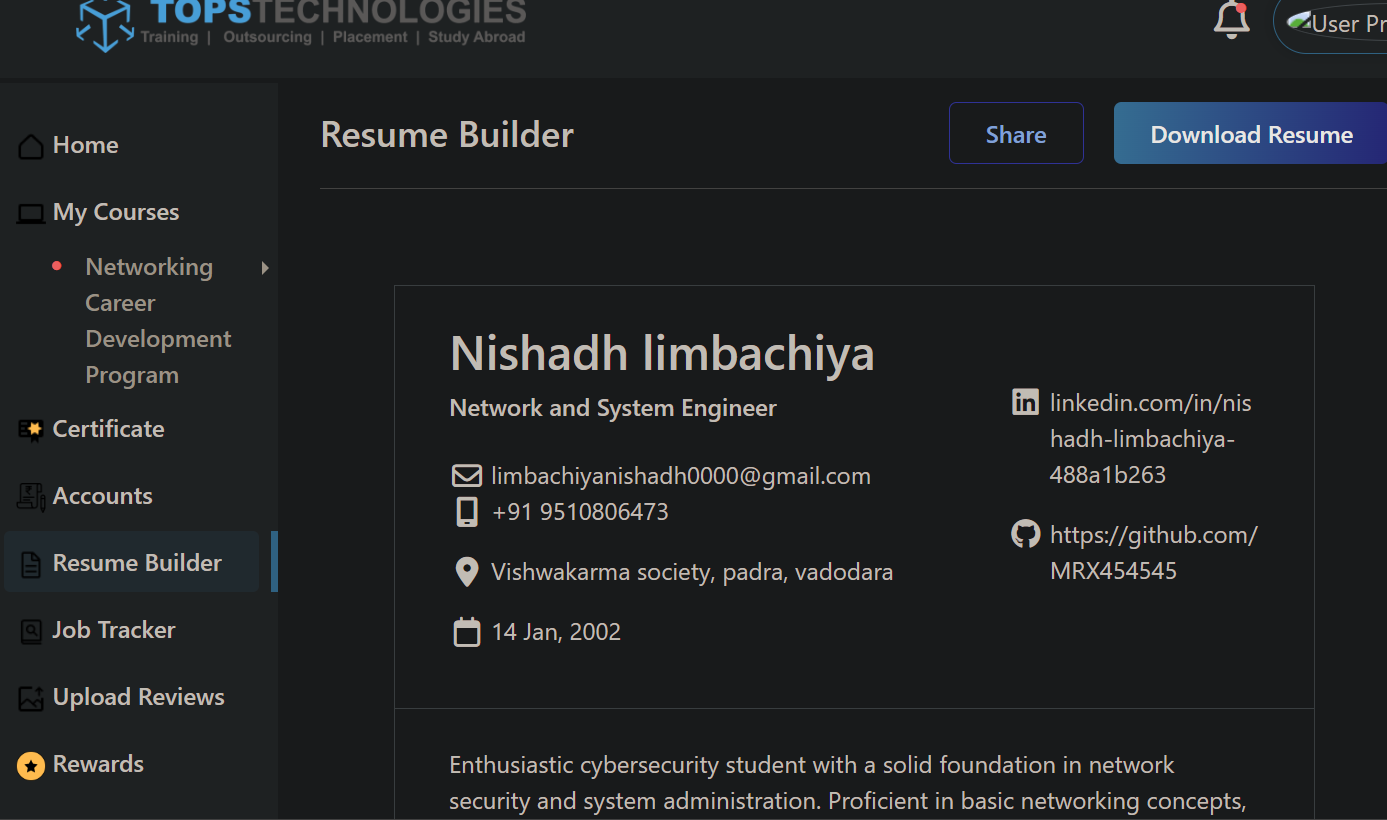 TOPSTECHNOLOGIES
Training | Outsourcing | Placement | Study Abroad
User Pr
Home
My Courses
Networking
Career
Development
Program
Certificate
Accounts
Resume Builder
Job Tracker
Upload Reviews
Rewards
Resume Builder
Share
Download Resume
Nishadh limbachiya
Network and System Engineer
limbachiyanishadh0000@gmail.com
+91 9510806473
Vishwakarma society, padra, vadodara
14 Jan, 2002
linkedin.com/in/nis
hadh-limbachiya-
488a1b263
https://github.com/
MRX454545
Enthusiastic cybersecurity student with a solid foundation in network
security and system administration. Proficient in basic networking concepts,